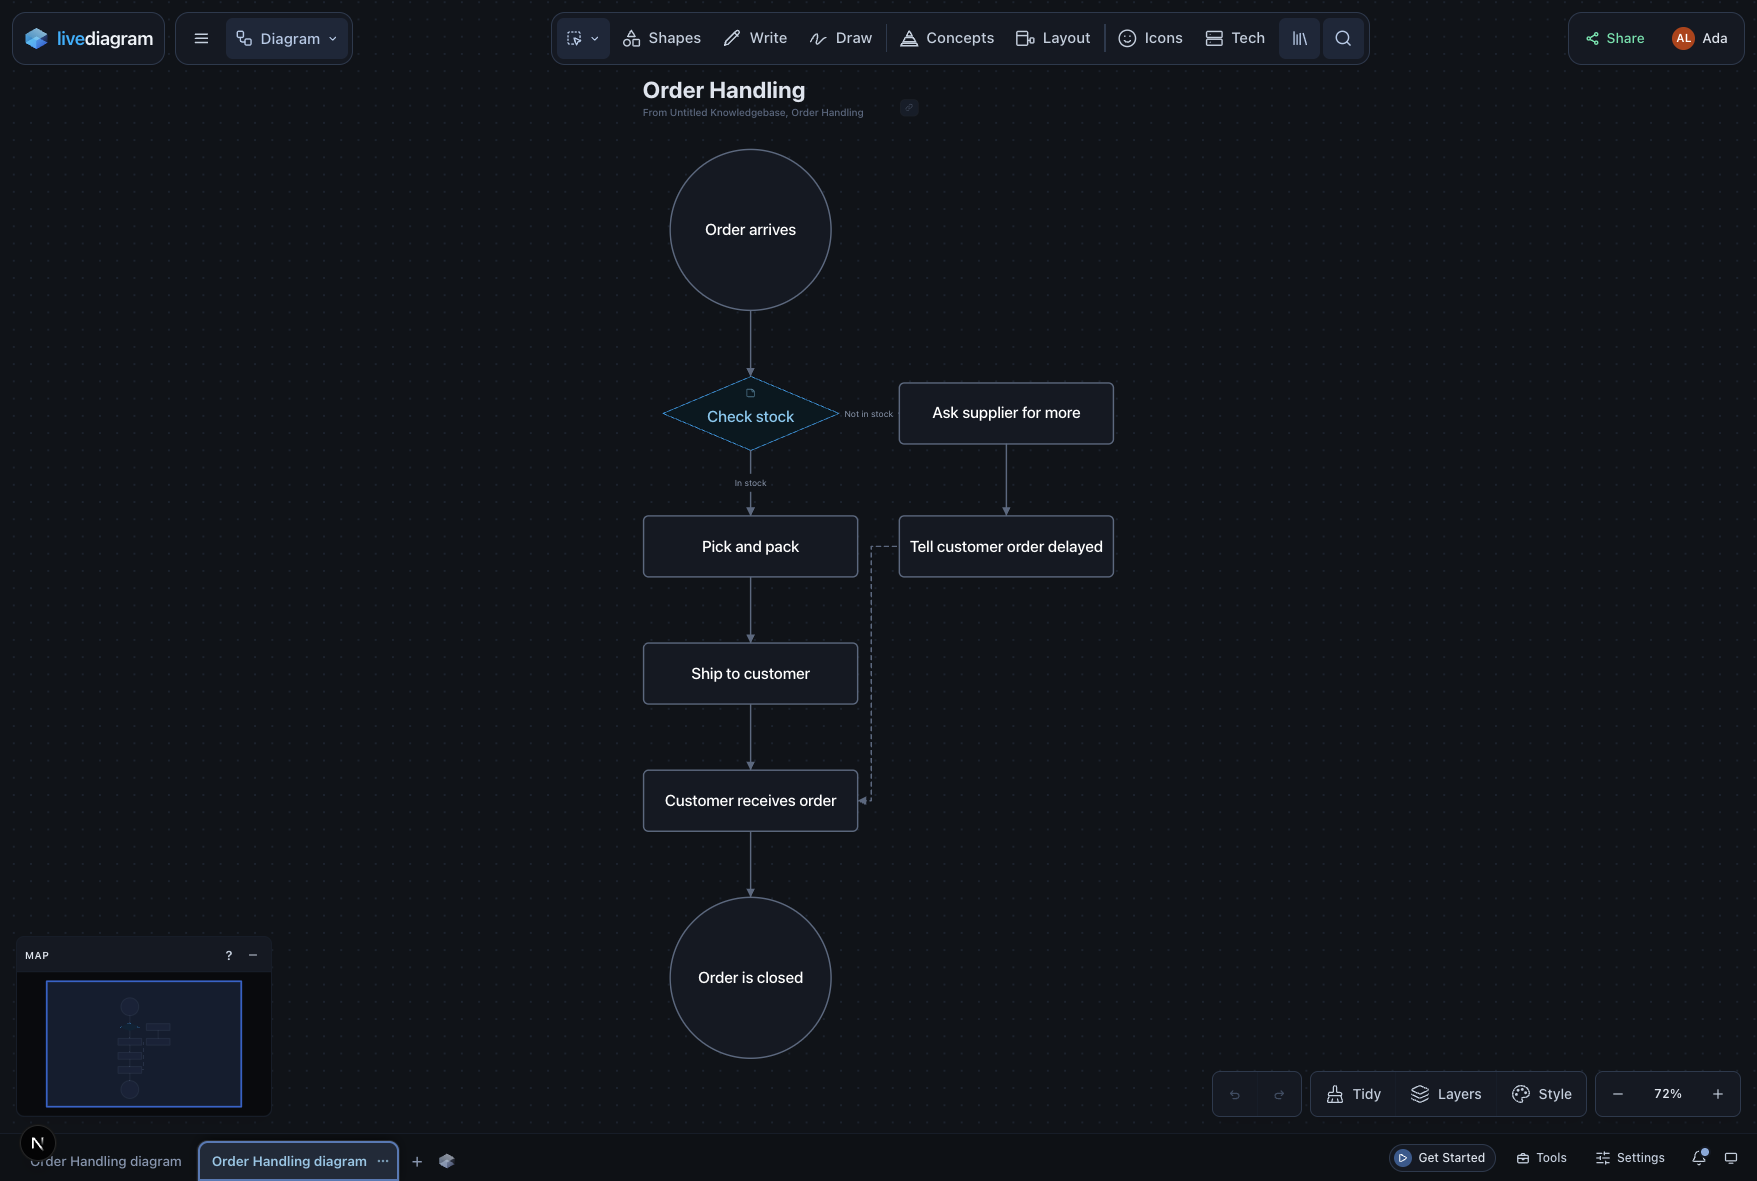 livediagram
Diagram
Shapes
Write
Draw
Concepts
Layout
Icons
Tech
Share
AL
Ada
Order Handling
From Untitled Knowledgebase, Order Handling
Order arrives
Check stock
Not in stock
Ask supplier for more
In stock
Pick and pack
Tell customer order delayed
Ship to customer
Customer receives order
Order is closed
MAP
?
Tidy
Layers
Style
72%
N
Order Handling diagram
Order Handling diagram
Get Started
Tools
Settings